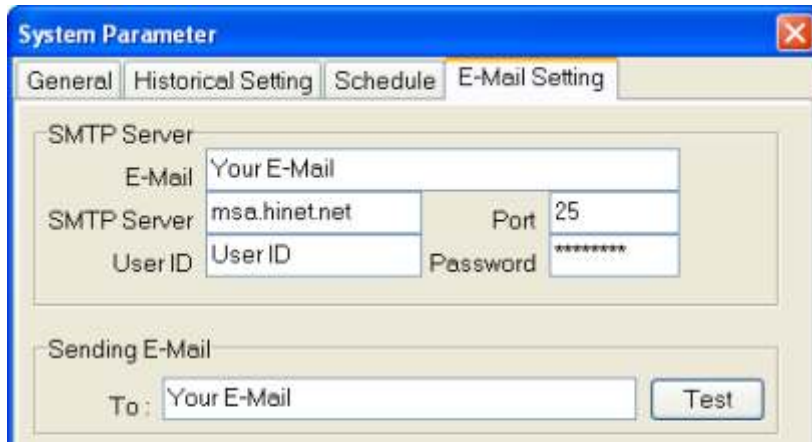 System Parameter
General Historical Setting Schedule E-Mail Setting
SMTP Server
E-Mail Your E-Mail
SMTP Server msa.hinet.net Port 25
User ID User ID Password ********
Sending E-Mail
To : Your E-Mail Test